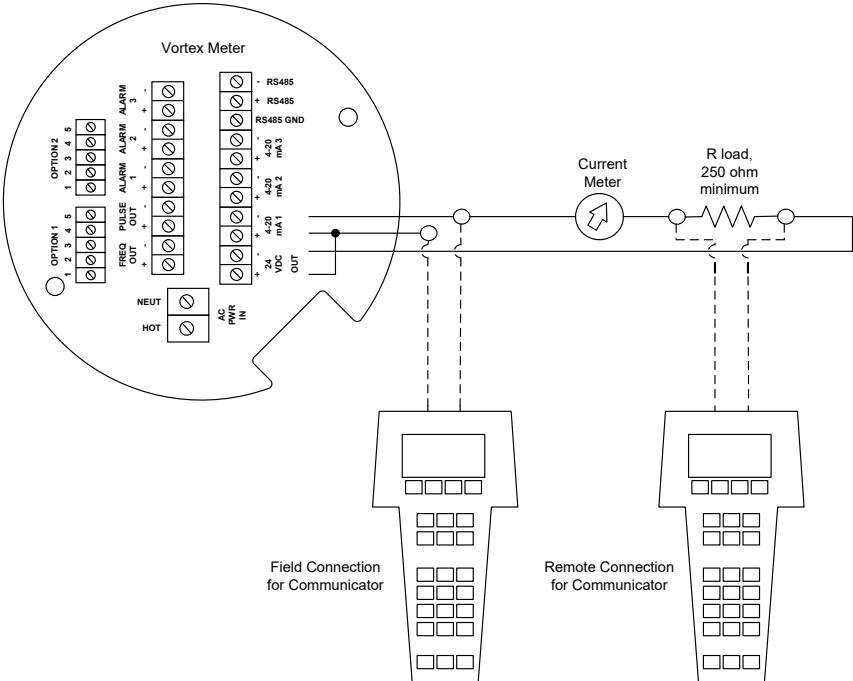 Vortex Meter
- RS485
+ RS485
RS485 GND
-
+
4-20
mA 3
-
+
4-20
mA 2
-
+
4-20
mA 1
-
+
24
VDC
OUT
ALARM
3
-
+
ALARM
2
-
+
ALARM
1
-
+
PULSE
OUT
-
+
FREQ
OUT
-
+
OPTION 2
5
4
3
2
1
OPTION 1
5
4
3
2
1
NEUT
HOT
AC
PWR
IN
Current
Meter
R load,
250 ohm
minimum
Field Connection
for Communicator
Remote Connection
for Communicator